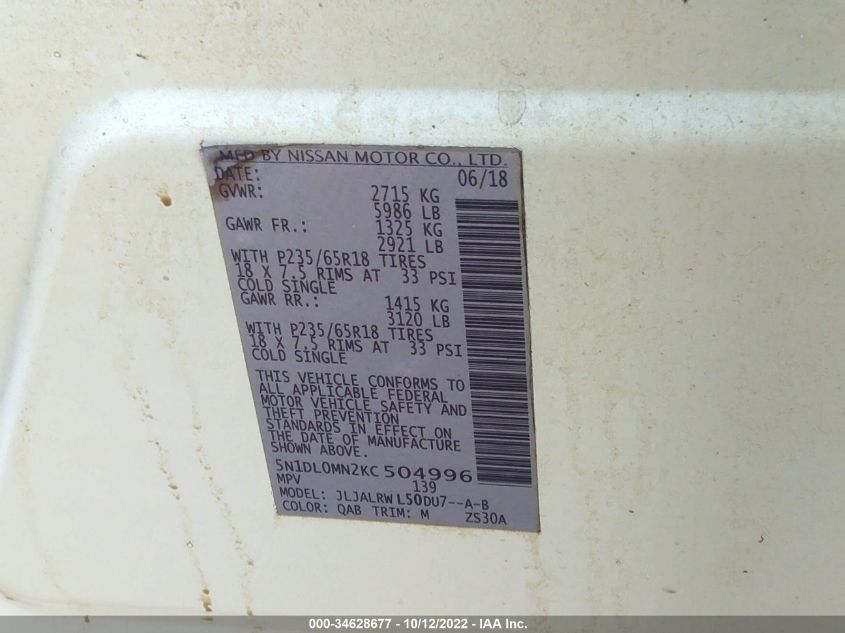 MFD BY NISSAN MOTOR CO., LTD.
DATE: 06/18
GVWR: 2715 KG
5986 LB
GAWR FR.: 1325 KG
2921 LB
WITH P235/65R18 TIRES
18 X 7.5 RIMS AT 33 PSI
COLD SINGLE
GAWR RR.: 1415 KG
3120 LB
WITH P235/65R18 TIRES
18 X 7.5 RIMS AT 33 PSI
COLD SINGLE
THIS VEHICLE CONFORMS TO
ALL APPLICABLE FEDERAL
MOTOR VEHICLE SAFETY AND
THEFT PREVENTION
STANDARDS IN EFFECT ON
THE DATE OF MANUFACTURE
SHOWN ABOVE.
5N1DL0MN2KC504996
MPV 139
MODEL: JLJALRWL50DU7--A-B
COLOR: QAB TRIM: M ZS30A
000-34628677 - 10/12/2022 - IAA Inc.